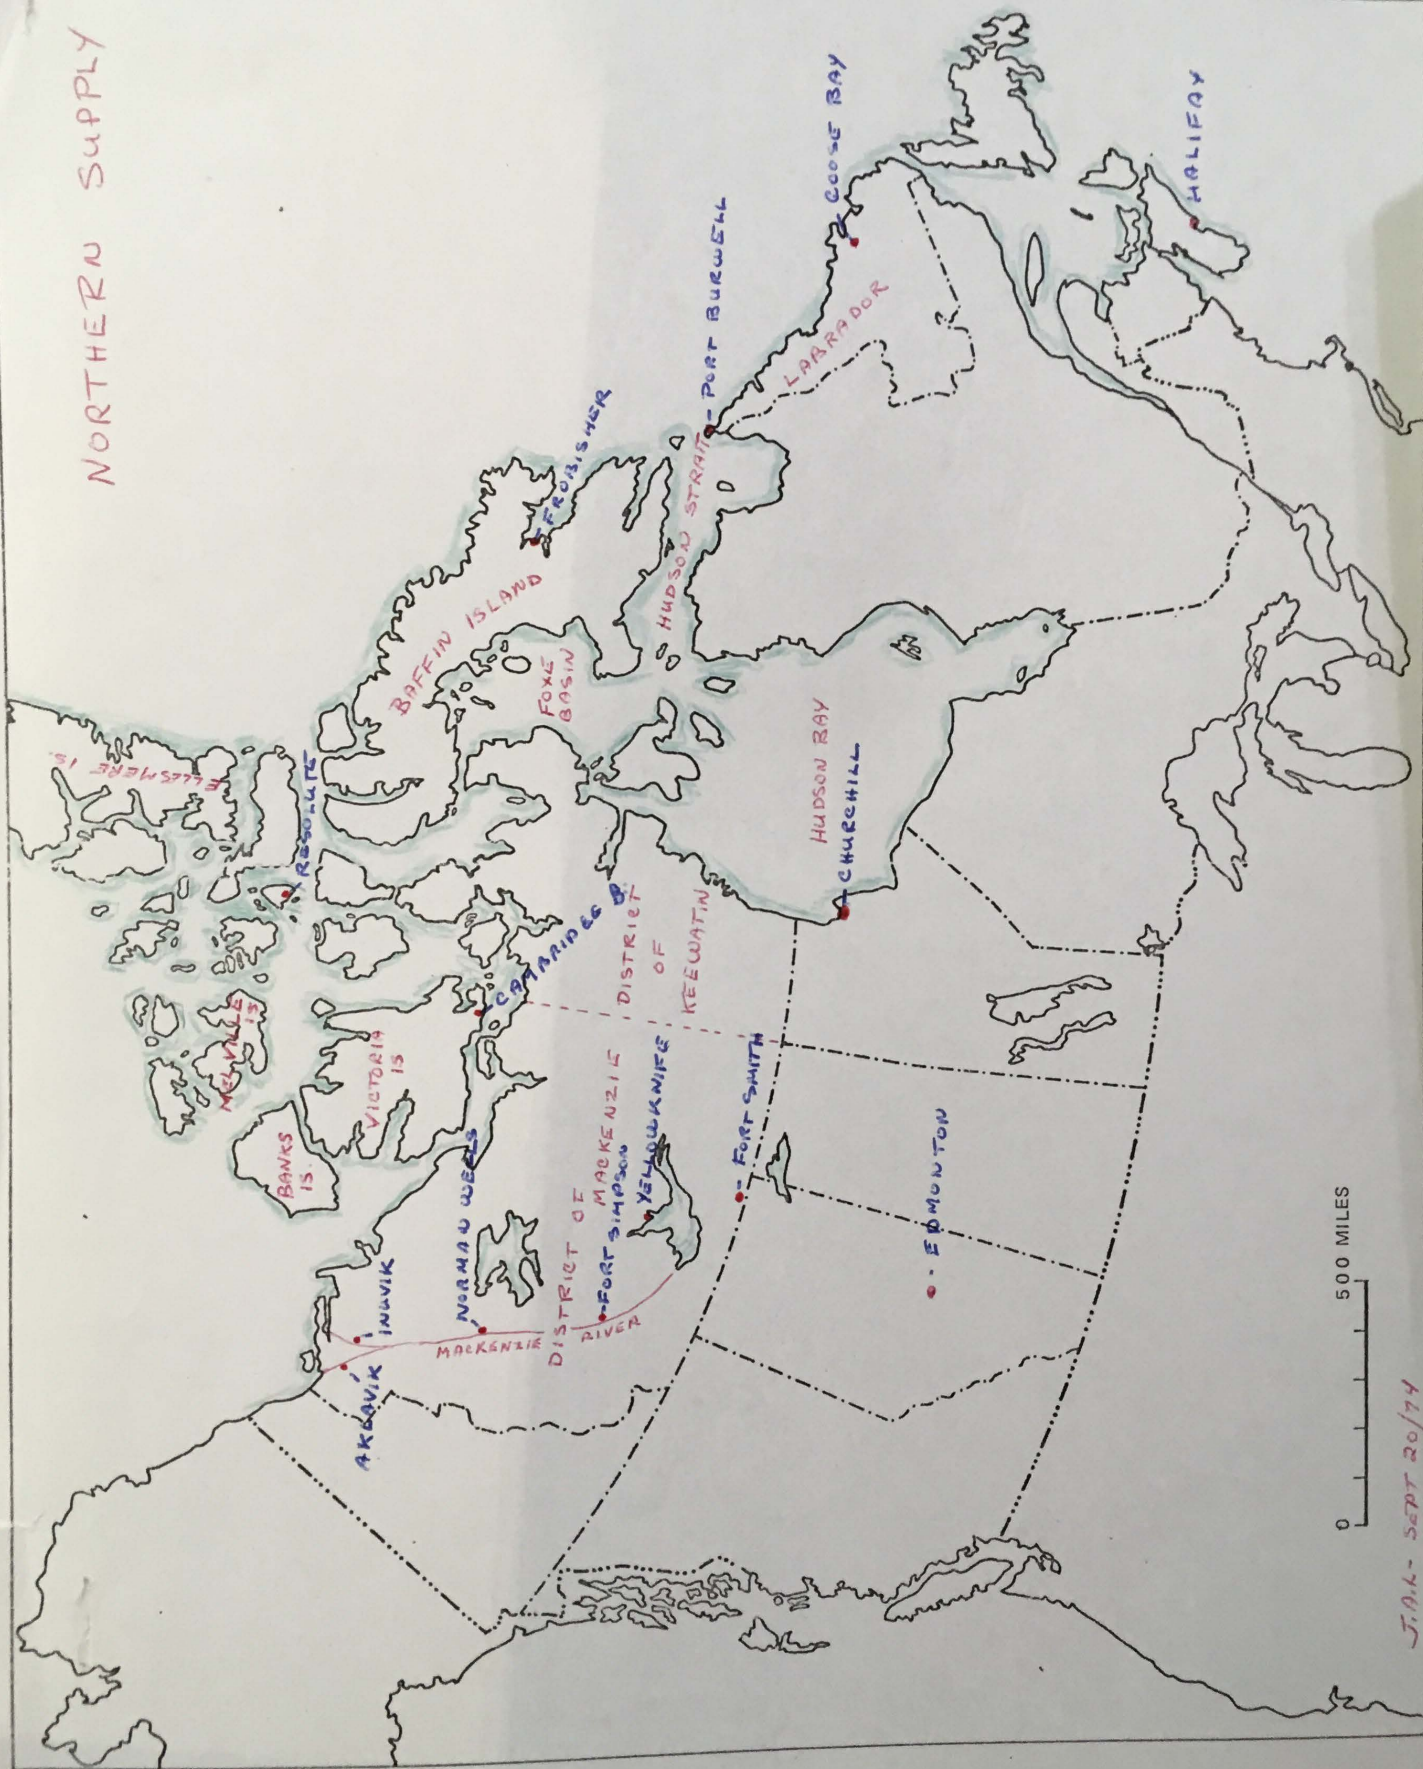 NORTHERN SUPPLY
ELLESMERE IS.
RESOLUTE
MELVILLE
IS
BANKS
IS.
VICTORIA
IS
BAFFIN ISLAND
FROBISHER
FOXE
BASIN
HUDSON STRAIT
PORT BURWELL
LABRADOR
GOOSE BAY
HALIFAX
CAMBRIDGE B.
DISTRICT
OF
KEEWATIN
HUDSON BAY
CHURCHILL
INUVIK
AKLAVIK
NORMAN WELLS
MACKENZIE
RIVER
DISTRICT OF
MACKENZIE
FORT
SIMPSON
YELLOWKNIFE
FORT SMITH
EDMONTON
0 500 MILES
J.A.K- SEPT 20/74